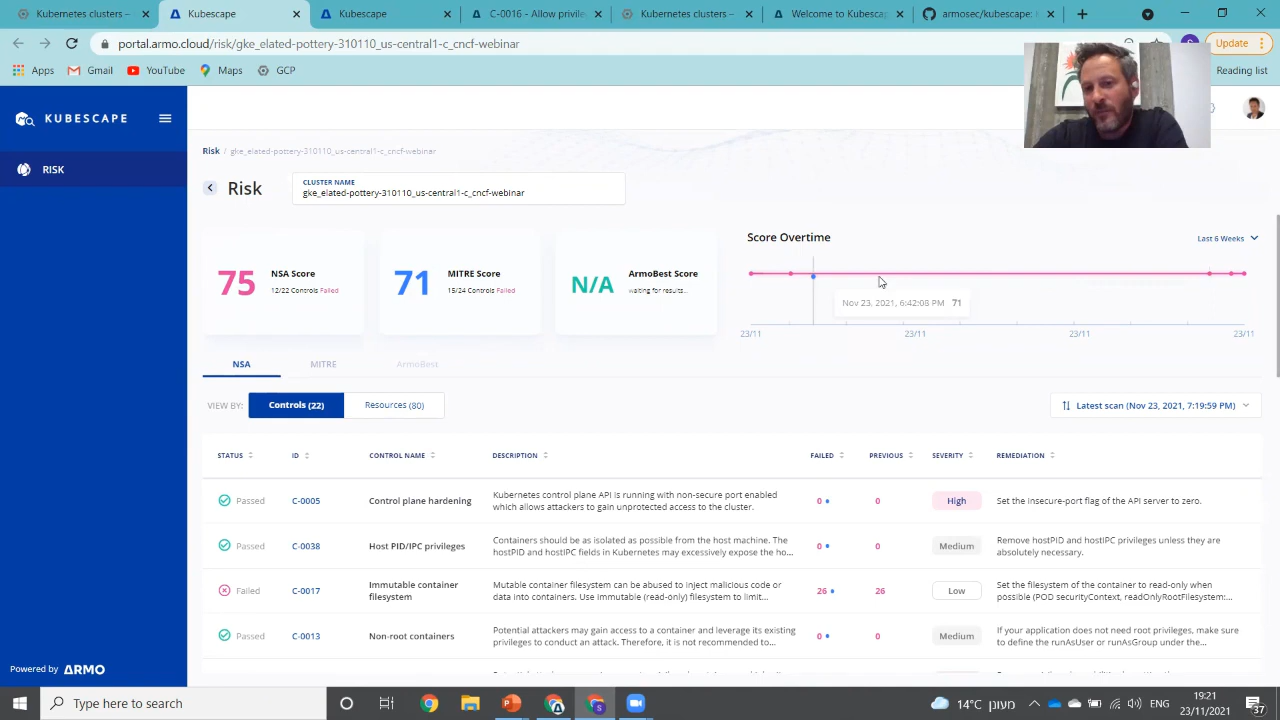 Kubescape
Kubescape
Dashboard
C-0016 - Allow privile
Kubernetes clusters –
Welcome to Kubescap
armosec/kubescape:
portal.armo.cloud/risk/gke_elated-pottery-310110_us-central1-c_cncf-webinar
Update
Apps
Gmail
YouTube
Maps
GCP
Reading list
KUBESCAPE
RISK
Risk / gke_elated-pottery-310110_us-central1-c_cncf-webinar
Risk
CLUSTER NAME
gke_elated-pottery-310110_us-central1-c_cncf-webinar
75
NSA Score
12/22 Controls Failed
71
MITRE Score
15/24 Controls Failed
N/A
ArmoBest Score
waiting for results...
Score Overtime
Last 6 Weeks
Nov 23, 2021, 6:42:08 PM 71
23/11 23/11 23/11 23/11
NSA MITRE ArmoBest
VIEW BY: Controls (22) Resources (80)
Latest scan (Nov 23, 2021, 7:19:59 PM)
STATUS ID CONTROL NAME DESCRIPTION FAILED PREVIOUS SEVERITY REMEDIATION
Passed C-0005 Control plane hardening
Kubernetes control plane API is running with non-secure port enabled
which allows attackers to gain unprotected access to the cluster.
0 0 High Set the insecure-port flag of the API server to zero.
Passed C-0038 Host PID/IPC privileges
Containers should be as isolated as possible from the host machine. The
hostPID and hostIPC fields in Kubernetes may excessively expose the ho...
0 0 Medium
Remove hostPID and hostIPC privileges unless they are
absolutely necessary.
Failed C-0017
Immutable container
filesystem
Mutable container filesystem can be abused to inject malicious code or
data into containers. Use immutable (read-only) filesystem to limit...
26 26 Low
Set the filesystem of the container to read-only when
possible (POD securityContext, readOnlyRootFilesystem:...
Passed C-0013 Non-root containers
Potential attackers may gain access to a container and leverage its existing
privileges to conduct an attack. Therefore, it is not recommended to...
0 0 Medium
If your application does not need root privileges, make sure
to define the runAsUser or runAsGroup under the...
Powered by ARMO
Type here to search
14°C מעונן
ENG
19:21
23/11/2021
37